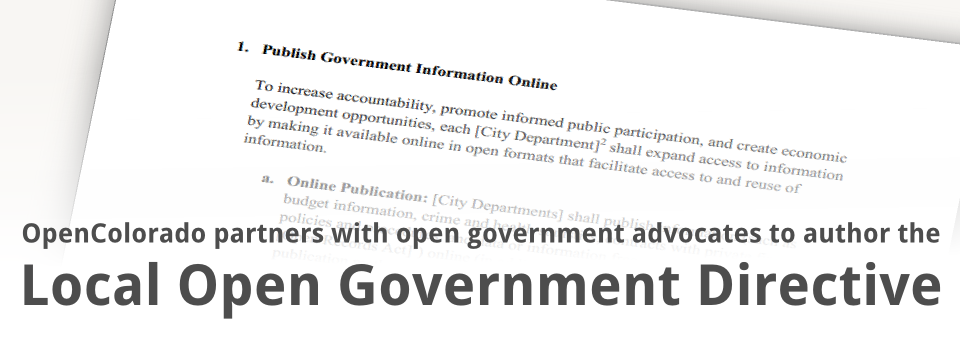 1. Publish Government Information Online
To increase accountability, promote informed public participation, and create economic
development opportunities, each [City Department]² shall expand access to information
by making it available online in open formats that facilitate access to and reuse of
information.
a. Online Publication: [City Departments] shall publish
budget information, crime and health
policies and
OpenColorado partners with open government advocates to author the
Local Open Government Directive